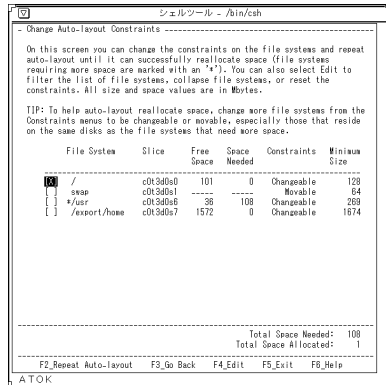 シェルツール - /bin/csh
- Change Auto-layout Constraints
On this screen you can change the constraints on the file systems and repeat
auto-layout until it can successfully reallocate space (file systems
requiring more space are marked with an '*'). You can also select Edit to
filter the list of file systems, collapse file systems, or reset the
constraints. All size and space values are in Mbytes.
TIP: To help auto-layout reallocate space, change more file systems from the
Constraints menus to be changeable or movable, especially those that reside
on the same disks as the file systems that need more space.
File System Slice Free Space Needed Constraints Minimum
Space Needed Size
[X] / c0t3d0s0 101 0 Changeable 128
[ ] swap c0t3d0s1 ----- ----- Movable 64
[ ] */usr c0t3d0s6 36 108 Changeable 269
[ ] /export/home c0t3d0s7 1572 0 Changeable 1674
Total Space Needed: 108
Total Space Allocated: 1
F2_Repeat Auto-layout F3_Go Back F4_Edit F5_Exit F6_Help
ATOK